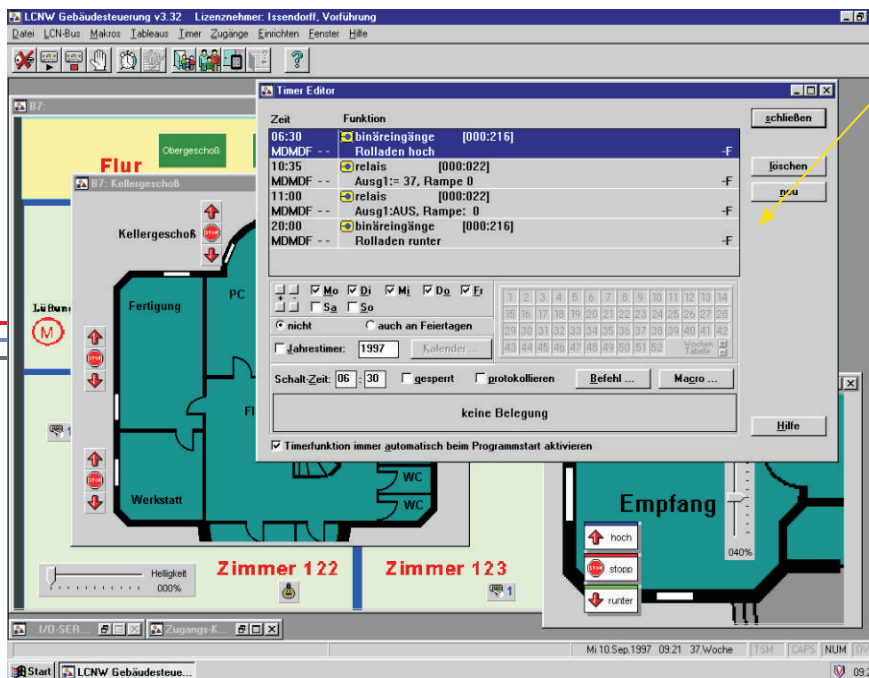 LCNW Gebäudesteuerung v3.32 Lizenznehmer: Issendorff, Vorführung
Datei LCN-Bus Makros Tableaus Timer Zugänge Einrichten Fenster Hilfe
B7:
Obergeschoß
Flur
B7: Kellergeschoß
Kellergeschoß
STOP
Fertigung
PC
Lüftun
M
STOP
Fl
1
STOP
Werkstatt
WC
WC
Helligkeit
000%
Zimmer 122
Zimmer 123
1
Timer Editor
Zeit Funktion
06:30 binäreingänge [000:216]
MDMDF - - Rolladen hoch -F
10:35 relais [000:022]
MDMDF - - Ausg1:= 37, Rampe 0 -F
11:00 relais [000:022]
MDMDF - - Ausg1:AUS, Rampe: 0 -F
20:00 binäreingänge [000:216]
MDMDF - - Rolladen runter -F
schließen
löschen
neu
Mo Di Mi Do Fr
Sa So
nicht auch an Feiertagen
Jahrestimer: 1997 Kalender ...
1 2 3 4 5 6 7 8 9 10 11 12 13 14
15 16 17 18 19 20 21 22 23 24 25 26 27 28
29 30 31 32 33 34 35 36 37 38 39 40 41 42
43 44 45 46 47 48 49 50 51 52 Wochen Tabelle
Schalt-Zeit: 06 : 30 gesperrt protokollieren Befehl ... Macro ...
keine Belegung
Hilfe
Timerfunktion immer automatisch beim Programmstart aktivieren
Empfang
040%
hoch
STOP stopp
runter
I/O-SER... Zugangs-K...
Mi 10.Sep.1997 09:21 37.Woche TSM CAPS NUM
Start LCNW Gebäudesteue...